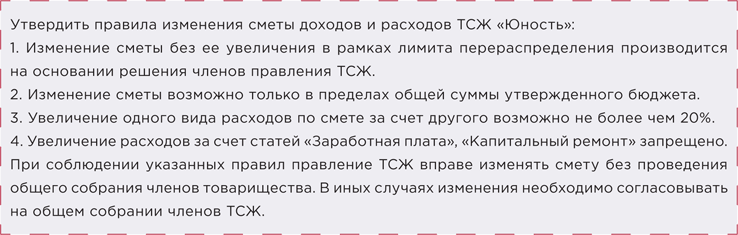 Утвердить правила изменения сметы доходов и расходов ТСЖ «Юность»:
1. Изменение сметы без ее увеличения в рамках лимита перераспределения производится
на основании решения членов правления ТСЖ.
2. Изменение сметы возможно только в пределах общей суммы утвержденного бюджета.
3. Увеличение одного вида расходов по смете за счет другого возможно не более чем 20%.
4. Увеличение расходов за счет статей «Заработная плата», «Капитальный ремонт» запрещено.
При соблюдении указанных правил правление ТСЖ вправе изменять смету без проведения
общего собрания членов товарищества. В иных случаях изменения необходимо согласовывать
на общем собрании членов ТСЖ.